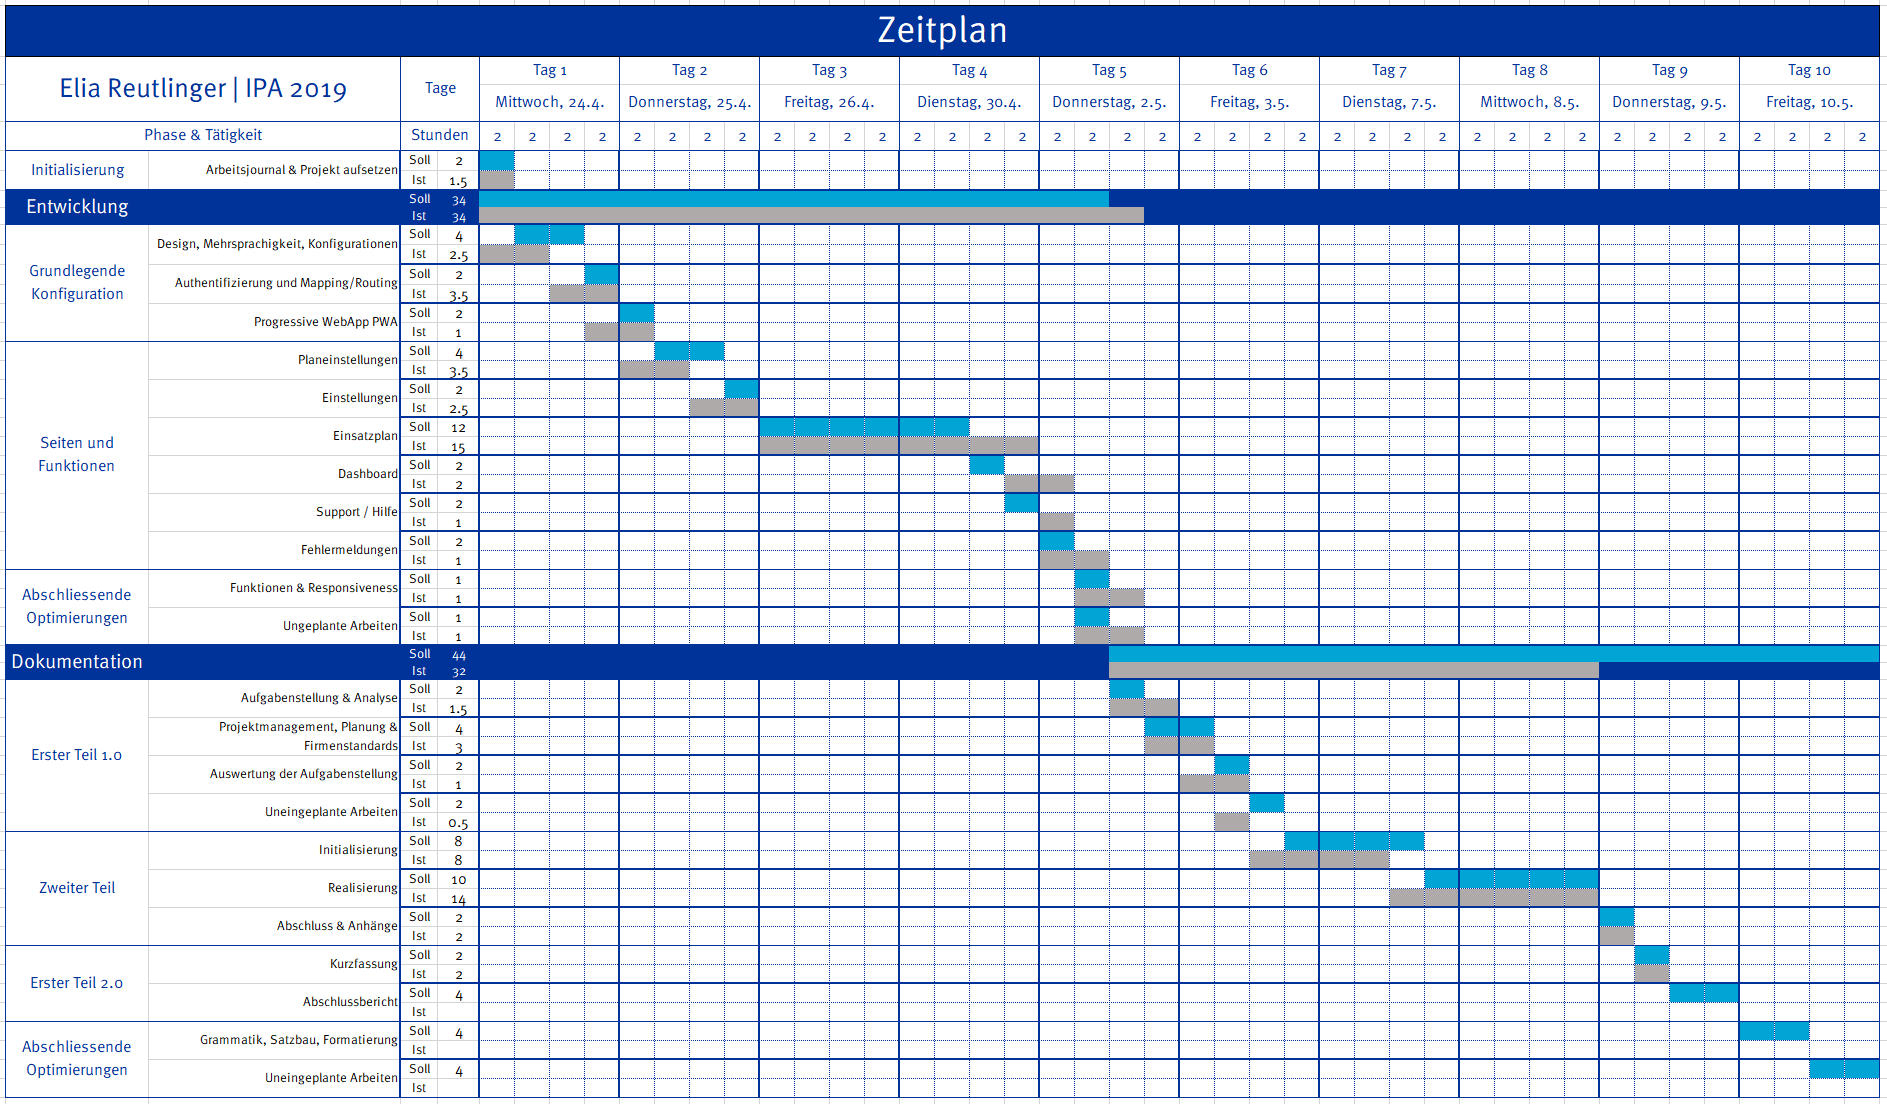 Zeitplan
Elia Reutlinger | IPA 2019
Tage
Tag 1 Tag 2 Tag 3 Tag 4 Tag 5 Tag 6 Tag 7 Tag 8 Tag 9 Tag 10
Mittwoch, 24.4. Donnerstag, 25.4. Freitag, 26.4. Dienstag, 30.4. Donnerstag, 2.5. Freitag, 3.5. Dienstag, 7.5. Mittwoch, 8.5. Donnerstag, 9.5. Freitag, 10.5.
Phase & Tätigkeit Stunden 2 2 2 2 2 2 2 2 2 2 2 2 2 2 2 2 2 2 2 2 2 2 2 2 2 2 2 2 2 2 2 2 2 2 2 2 2 2 2 2
Initialisierung
Arbeitsjournal & Projekt aufsetzen
Soll 2
Ist 1.5
Entwicklung
Soll 34
Ist 34
Grundlegende
Konfiguration
Design, Mehrsprachigkeit, Konfigurationen
Soll 4
Ist 2.5
Authentifizierung und Mapping/Routing
Soll 2
Ist 3.5
Progressive WebApp PWA
Soll 2
Ist 1
Seiten und
Funktionen
Planeinstellungen
Soll 4
Ist 3.5
Einstellungen
Soll 2
Ist 2.5
Einsatzplan
Soll 12
Ist 15
Dashboard
Soll 2
Ist 2
Support / Hilfe
Soll 2
Ist 1
Fehlermeldungen
Soll 2
Ist 1
Abschliessende
Optimierungen
Funktionen & Responsiveness
Soll 1
Ist 1
Ungeplante Arbeiten
Soll 1
Ist 1
Dokumentation
Soll 44
Ist 32
Erster Teil 1.0
Aufgabenstellung & Analyse
Soll 2
Ist 1.5
Projektmanagement, Planung &
Firmenstandards
Soll 4
Ist 3
Auswertung der Aufgabenstellung
Soll 2
Ist 1
Uneingeplante Arbeiten
Soll 2
Ist 0.5
Zweiter Teil
Initialisierung
Soll 8
Ist 8
Realisierung
Soll 10
Ist 14
Abschluss & Anhänge
Soll 2
Ist 2
Erster Teil 2.0
Kurzfassung
Soll 2
Ist 2
Abschlussbericht
Soll 4
Ist
Abschliessende
Optimierungen
Grammatik, Satzbau, Formatierung
Soll 4
Ist
Uneingeplante Arbeiten
Soll 4
Ist